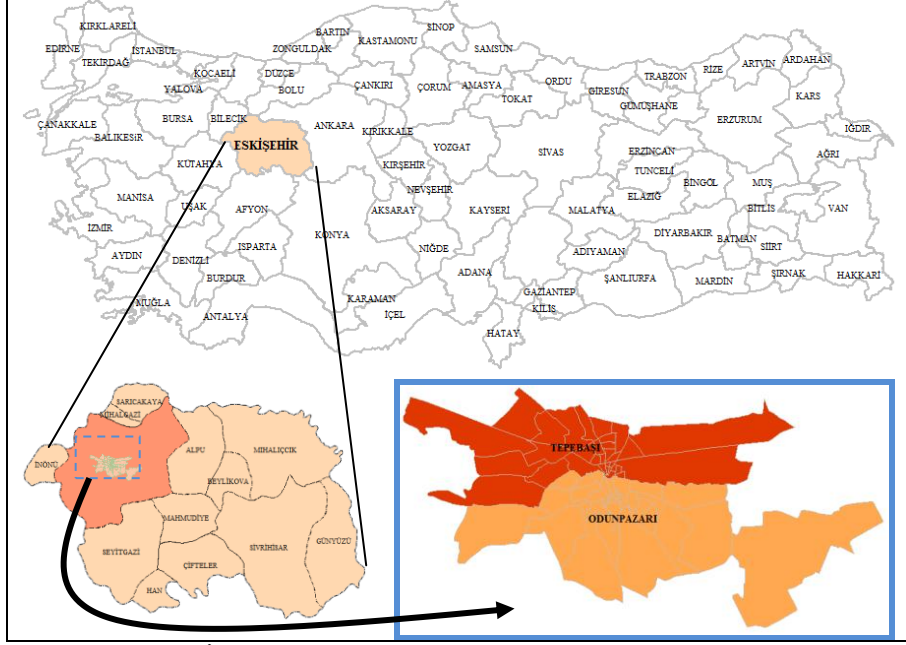 KIRKLARELİ
EDİRNE
TEKİRDAĞ
İSTANBUL
KOCAELİ
YALOVA
DÜZCE
BOLU
ZONGULDAK
BARTIN
KASTAMONU
SİNOP
SAMSUN
ÇANKIRI
ÇORUM
AMASYA
TOKAT
ORDU
GİRESUN
TRABZON
GÜMÜŞHANE
RİZE
ARTVİN
ARDAHAN
KARS
ERZURUM
IĞDIR
AĞRI
ÇANAKKALE
BALIKESİR
BURSA
BİLECİK
ESKİŞEHİR
ANKARA
KIRIKKALE
YOZGAT
SİVAS
ERZİNCAN
TUNCELİ
BİNGÖL
MUŞ
ELAZIĞ
BİTLİS
VAN
KÜTAHYA
KIRŞEHİR
NEVŞEHİR
MANİSA
UŞAK
AFYON
AKSARAY
KAYSERİ
MALATYA
DİYARBAKIR
BATMAN
SİİRT
İZMİR
KONYA
NİĞDE
ADIYAMAN
AYDIN
DENİZLİ
ISPARTA
BURDUR
ADANA
GAZİANTEP
KİLİS
ŞANLIURFA
MARDİN
ŞIRNAK
HAKKARİ
MUĞLA
ANTALYA
KARAMAN
İÇEL
HATAY
SARICAKAYA
MİHALGAZİ
İNÖNÜ
ALPU
MİHALIÇCIK
BEYLİKOVA
MAHMUDİYE
SEYİTGAZİ
ÇİFTELER
SİVRİHİSAR
GÜNYÜZÜ
HAN
TEPEBAŞI
ODUNPAZARI